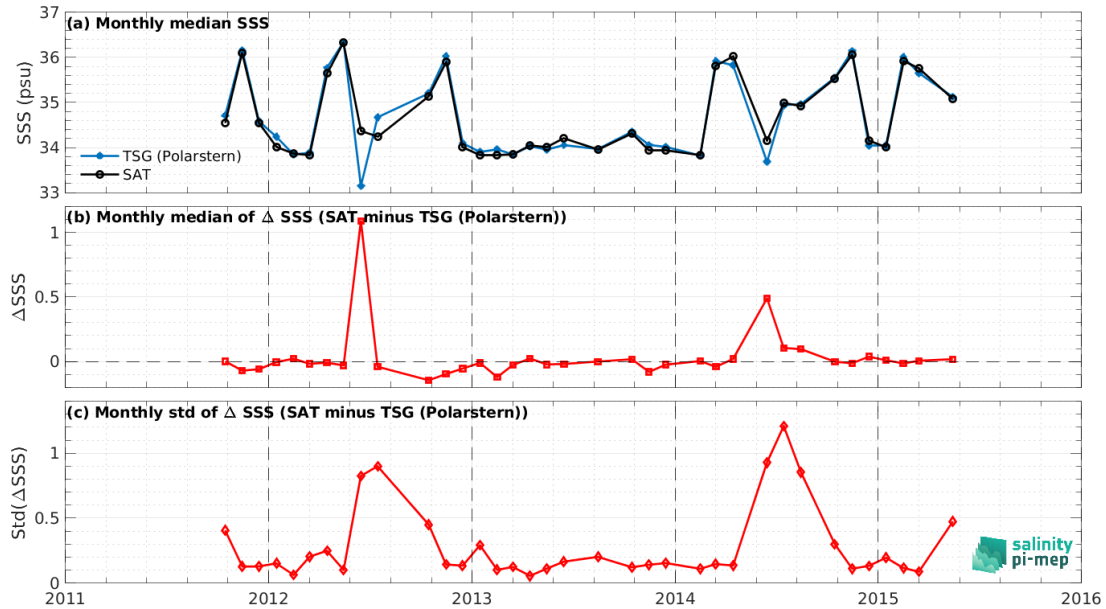 (a) Monthly median SSS
37
36
35
34
33
SSS (psu)
TSG (Polarstern)
SAT
(b) Monthly median of Δ SSS (SAT minus TSG (Polarstern))
1
0.5
0
ΔSSS
(c) Monthly std of Δ SSS (SAT minus TSG (Polarstern))
1
0.5
0
Std(ΔSSS)
salinity
pi-mep
2011 2012 2013 2014 2015 2016